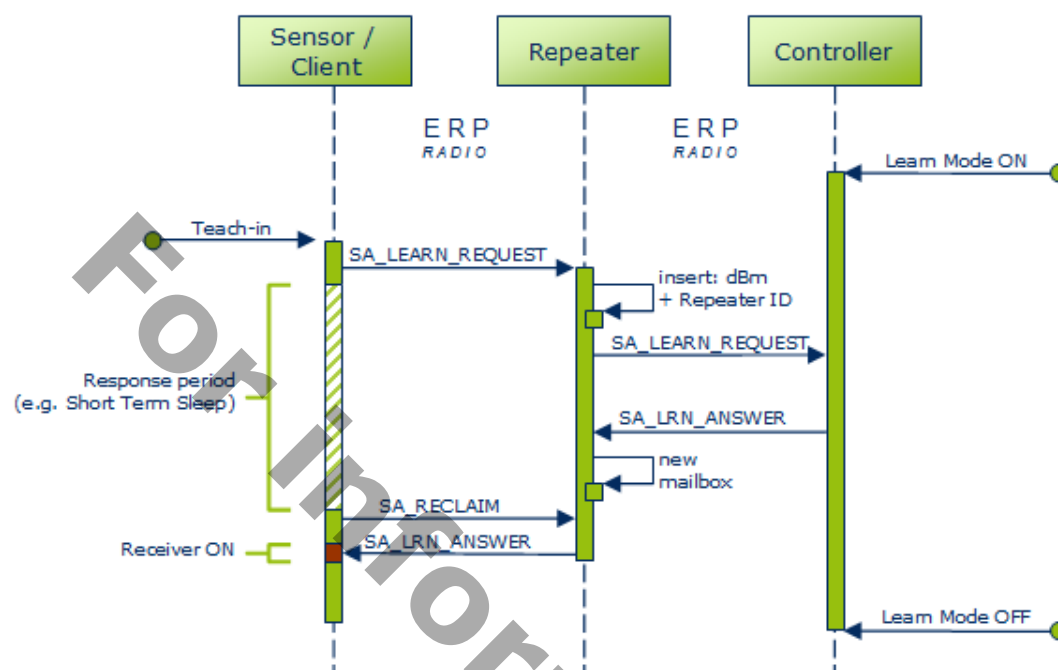 Sensor /
Client
Repeater
Controller
ERP
RADIO
ERP
RADIO
Learn Mode ON
Teach-in
SA_LEARN_REQUEST
insert: dBm
+ Repeater ID
SA_LEARN_REQUEST
Response period
(e.g. Short Term Sleep)
SA_LRN_ANSWER
new
mailbox
SA_RECLAIM
SA_LRN_ANSWER
Receiver ON
Learn Mode OFF
For Infor